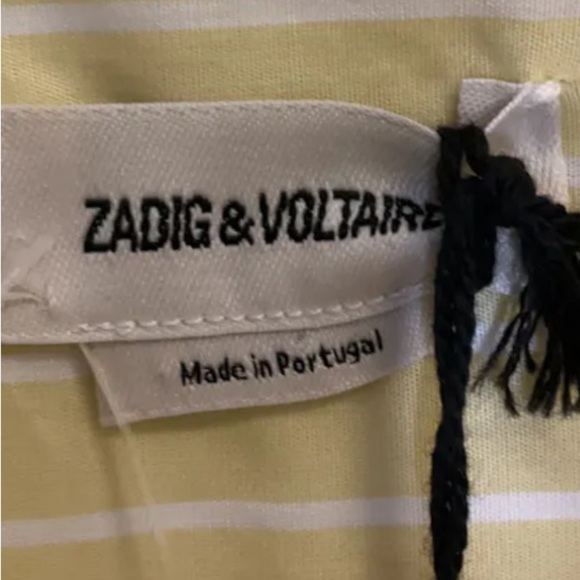 ZADIG & VOLTAIRE
Made in Portugal